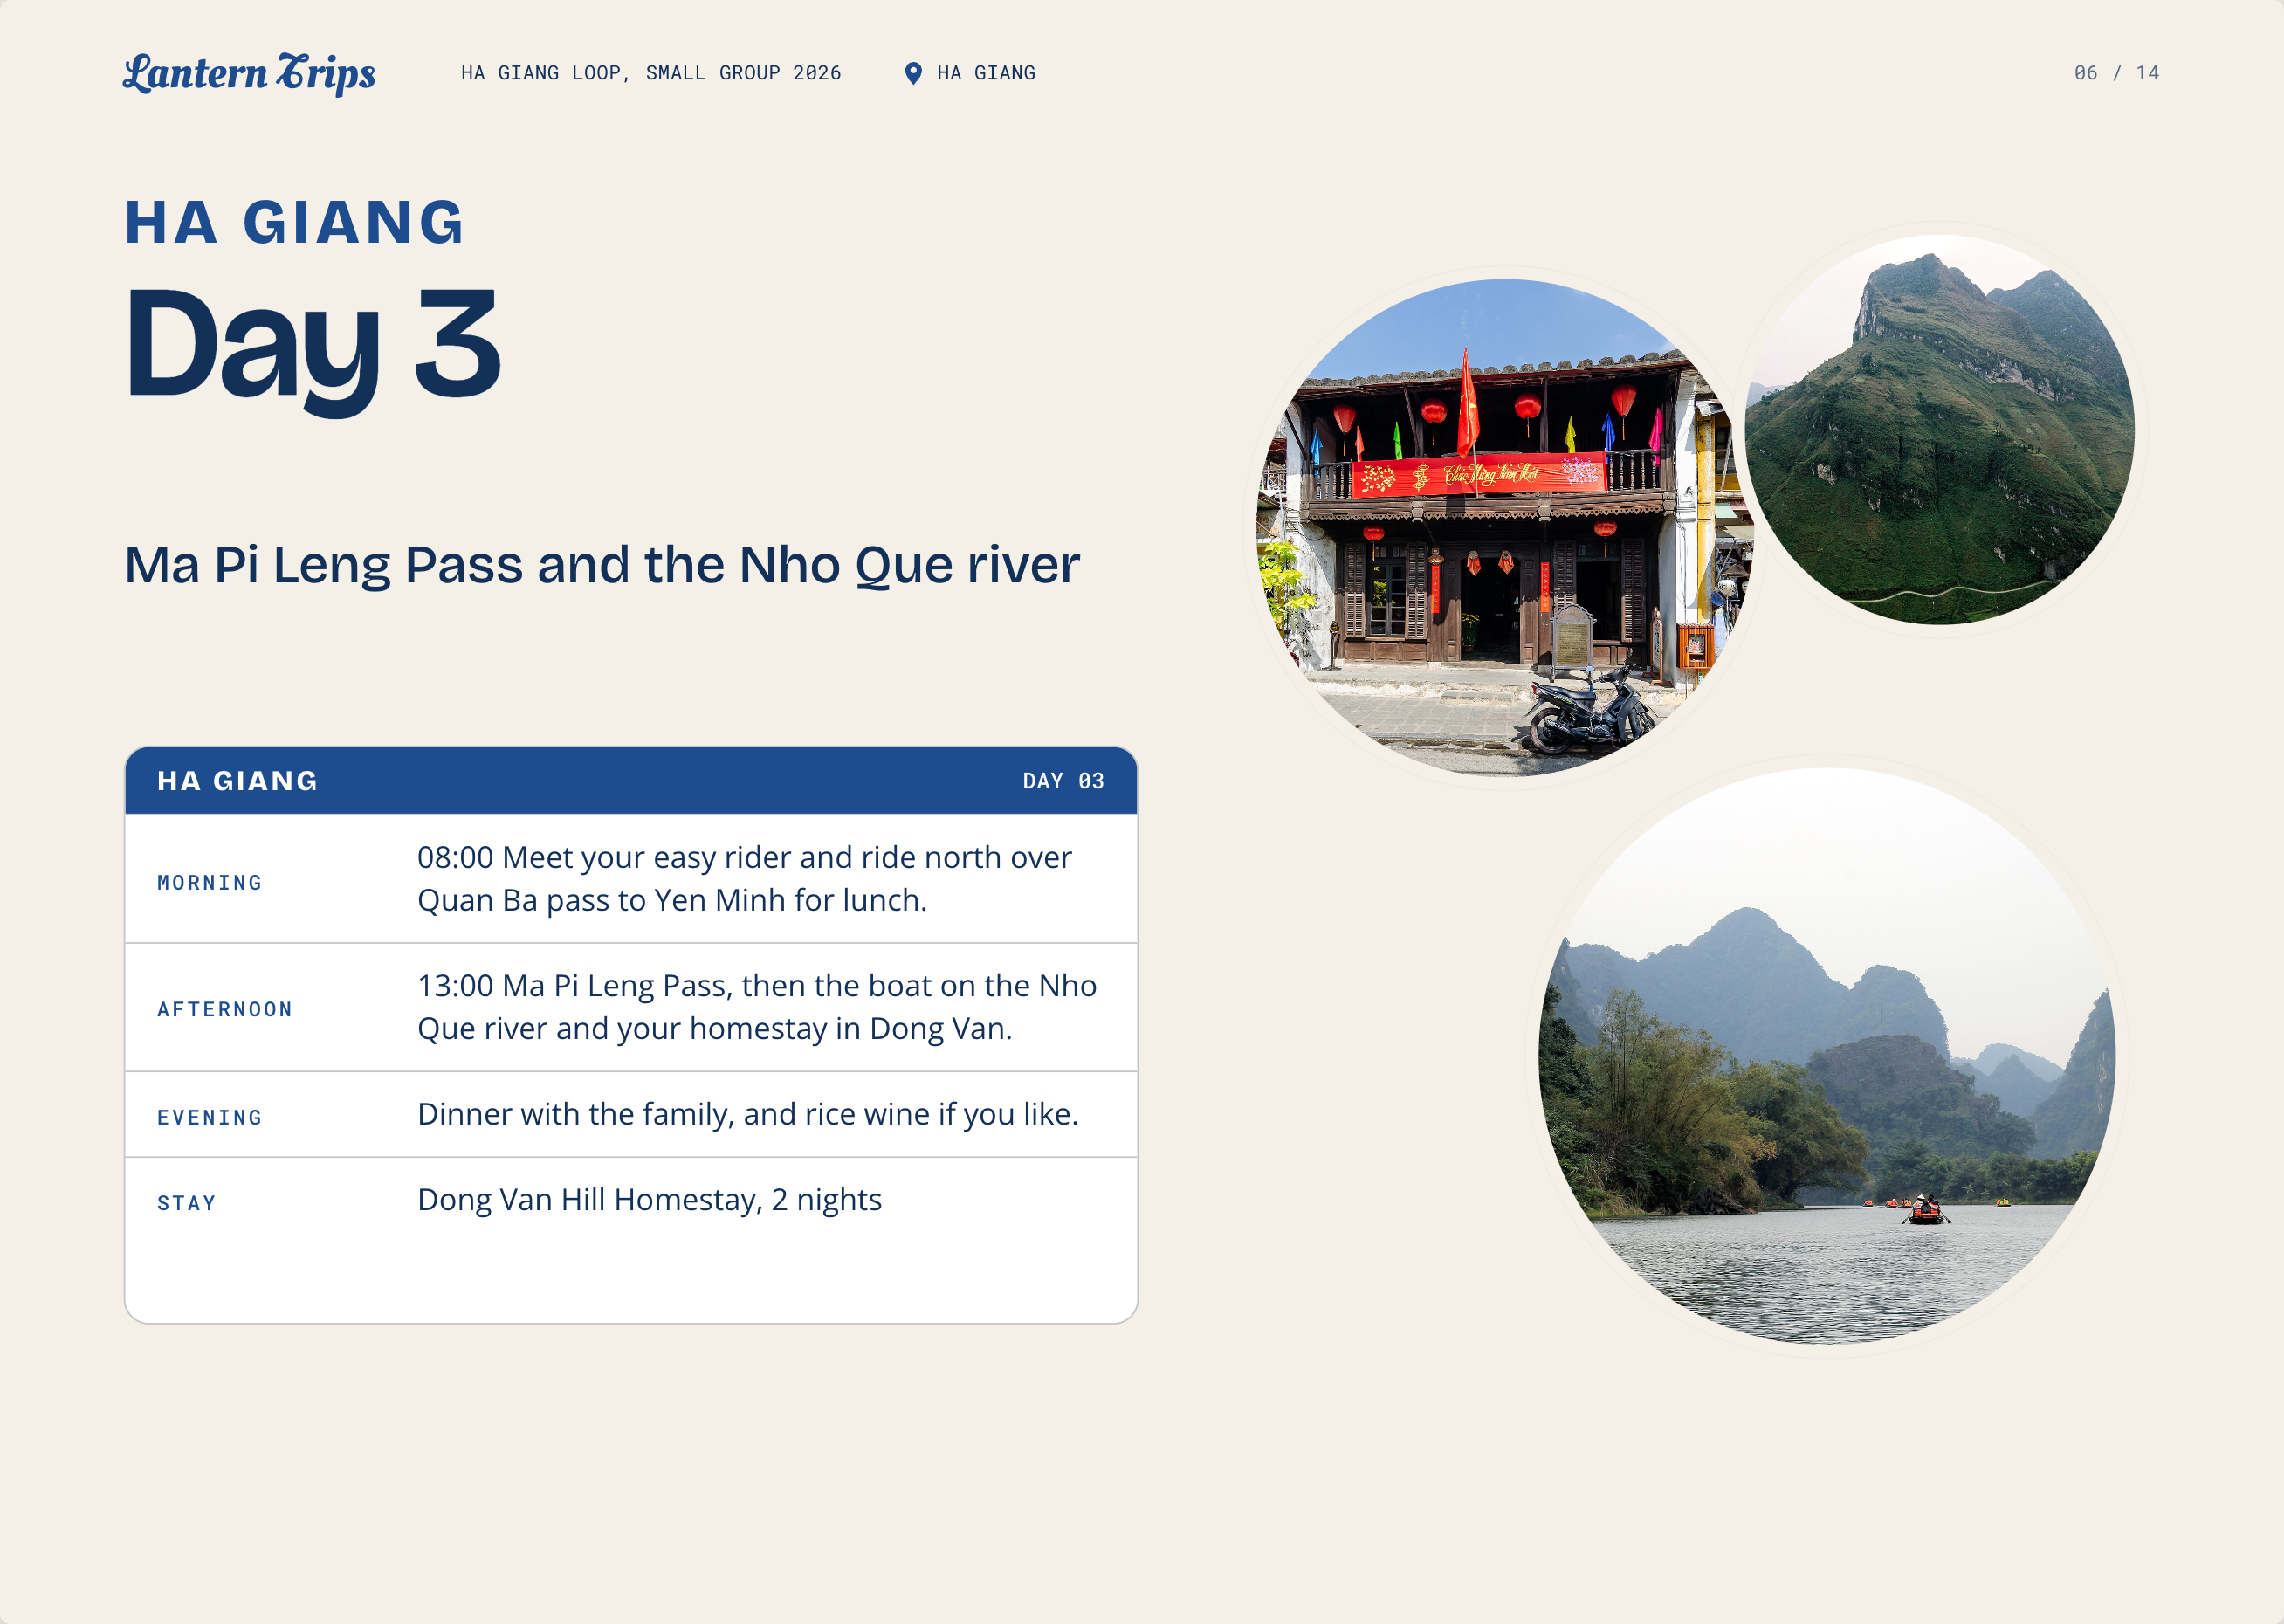 Lantern Trips
HA GIANG LOOP, SMALL GROUP 2026
HA GIANG
06 / 14
HA GIANG
Day 3
Ma Pi Leng Pass and the Nho Que river
Chúc Mừng Năm Mới
HA GIANG
DAY 03
MORNING
08:00 Meet your easy rider and ride north over
Quan Ba pass to Yen Minh for lunch.
AFTERNOON
13:00 Ma Pi Leng Pass, then the boat on the Nho
Que river and your homestay in Dong Van.
EVENING
Dinner with the family, and rice wine if you like.
STAY
Dong Van Hill Homestay, 2 nights